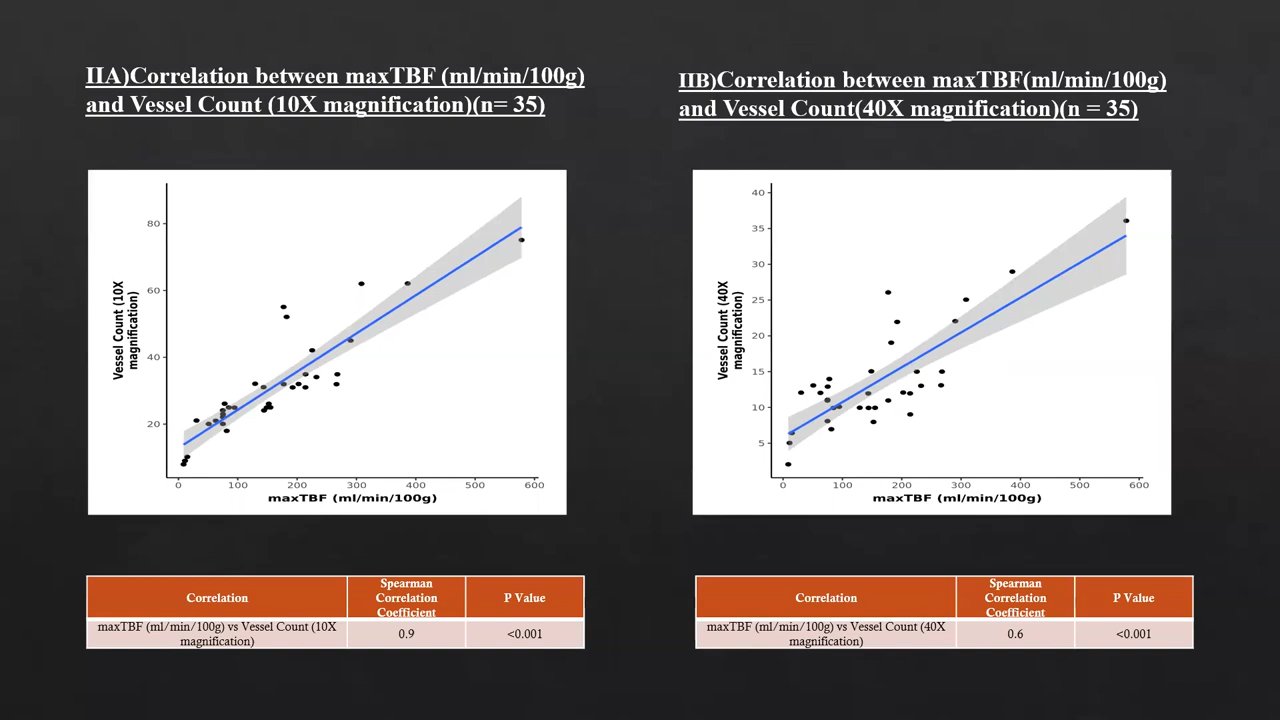 IIA)Correlation between maxTBF (ml/min/100g)
and Vessel Count (10X magnification)(n= 35)
IIB)Correlation between maxTBF(ml/min/100g)
and Vessel Count(40X magnification)(n = 35)
Vessel Count (10X
magnification)
80
60
40
20
0 100 200 300 400 500 600
maxTBF (ml/min/100g)
Vessel Count (40X
magnification)
40
35
30
25
20
15
10
5
0 100 200 300 400 500 600
maxTBF (ml/min/100g)
Correlation
Spearman
Correlation
Coefficient
P Value
maxTBF (ml/min/100g) vs Vessel Count (10X
magnification)
0.9
<0.001
Correlation
Spearman
Correlation
Coefficient
P Value
maxTBF (ml/min/100g) vs Vessel Count (40X
magnification)
0.6
<0.001